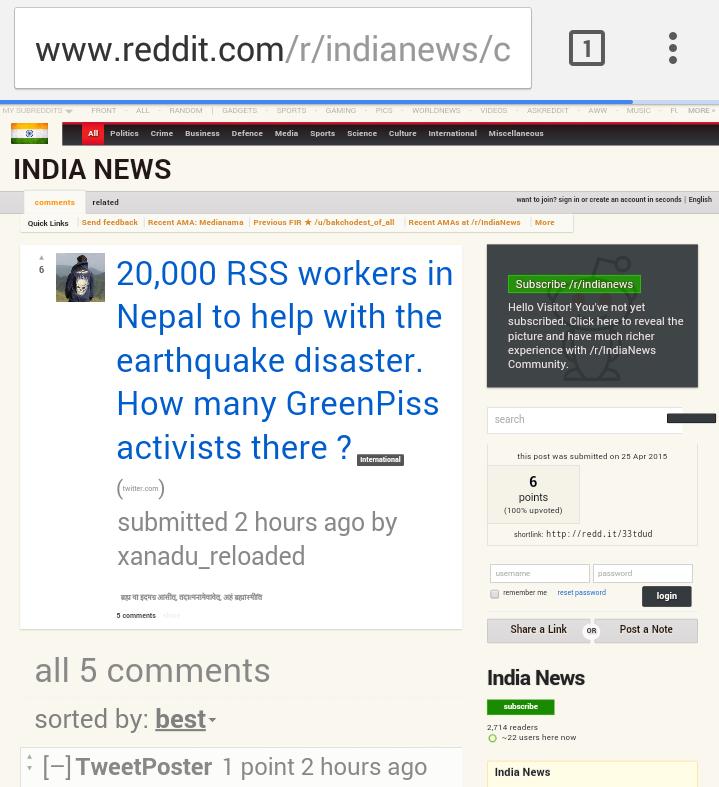 www.reddit.com/r/indianews/c
1
MY SUBREDDITS FRONT - ALL - RANDOM | GADGETS - SPORTS - GAMING - PICS - WORLDNEWS - VIDEOS - ASKREDDIT - AWW - MUSIC - FU MORE »
All Politics Crime Business Defence Media Sports Science Culture International Miscellaneous
INDIA NEWS
comments related
want to join? sign in or create an account in seconds | English
Quick Links Send feedback Recent AMA: Medianama Previous FIR ★ /u/bakchodest_of_all Recent AMAs at /r/IndiaNews More
6
20,000 RSS workers in
Nepal to help with the
earthquake disaster.
How many GreenPiss
activists there ? International
(twitter.com)
submitted 2 hours ago by
xanadu_reloaded
5 comments share
all 5 comments
sorted by: best
[–] TweetPoster 1 point 2 hours ago
Subscribe /r/indianews
Hello Visitor! You've not yet
subscribed. Click here to reveal the
picture and have much richer
experience with /r/IndiaNews
Community.
search
this post was submitted on 25 Apr 2015
6
points
(100% upvoted)
shortlink: http://redd.it/33tdud
username password
remember me reset password login
Share a Link OR Post a Note
India News
subscribe
2,714 readers
~22 users here now
India News